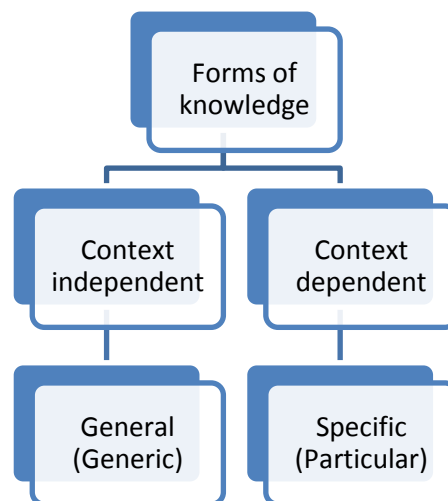 Forms of
knowledge
Context
independent
Context
dependent
General
(Generic)
Specific
(Particular)